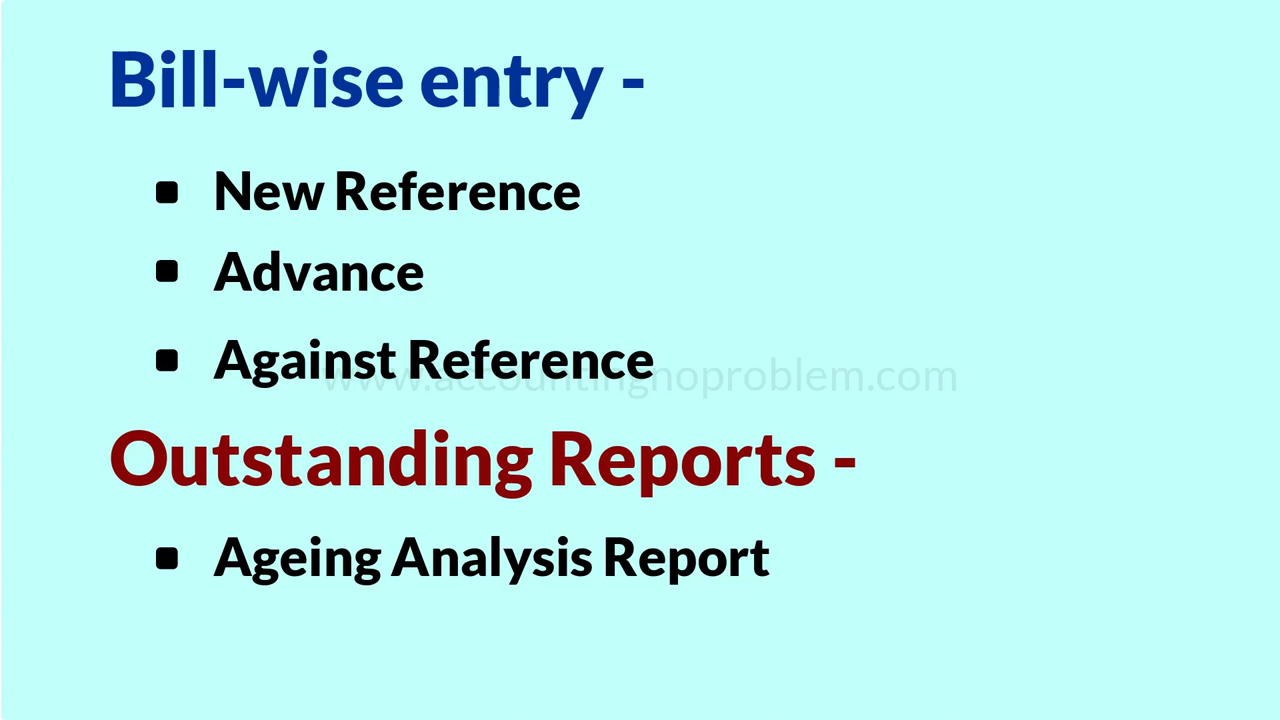 Bill-wise entry -
New Reference
Advance
Against Reference
www.accountingnoproblem.com
Outstanding Reports -
Ageing Analysis Report